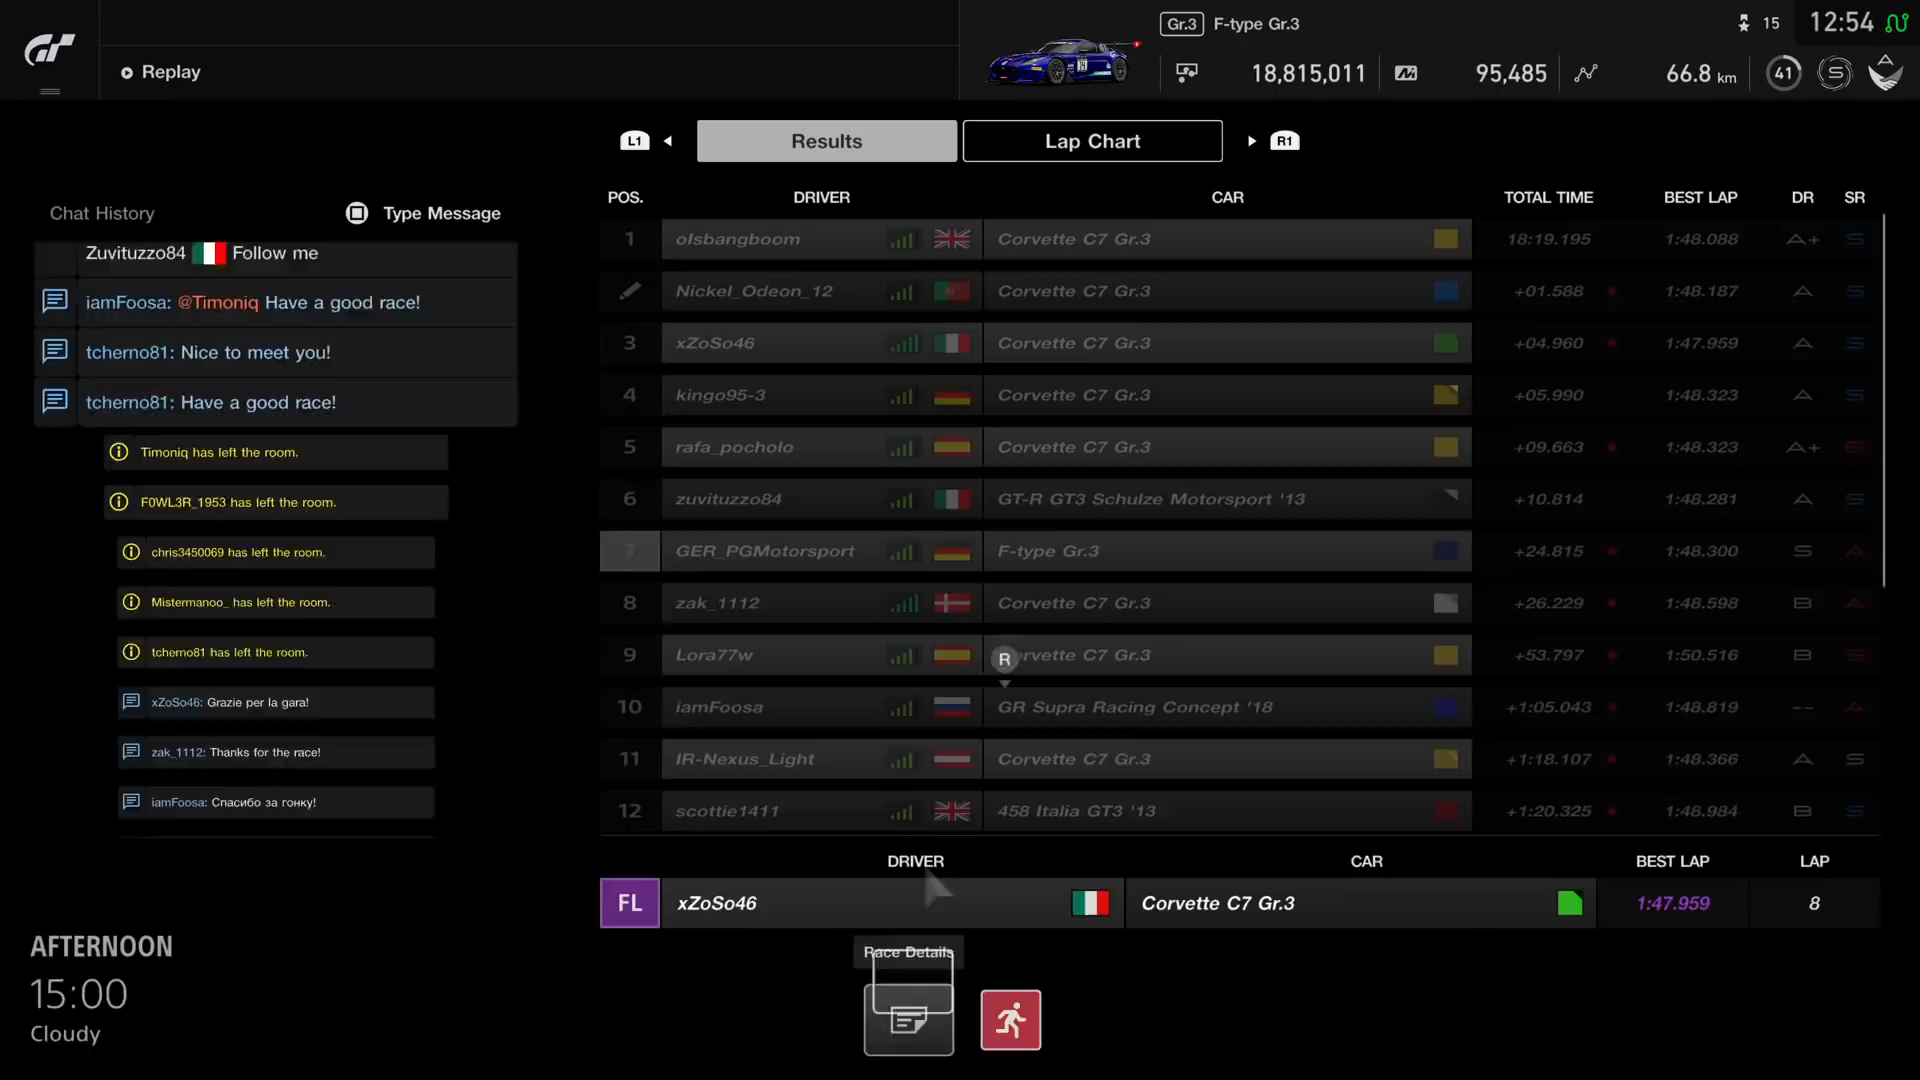 Gr.3 F-type Gr.3
15
12:54
Replay
18,815,011
95,485
66.8 km
41
S
A
L1
Results
Lap Chart
R1
Chat History
Type Message
Zuvituzzo84 Follow me
iamFoosa: @Timoniq Have a good race!
tcherno81: Nice to meet you!
tcherno81: Have a good race!
Timoniq has left the room.
F0WL3R_1953 has left the room.
chris3450069 has left the room.
Mistermanoo_ has left the room.
tcherno81 has left the room.
xZoSo46: Grazie per la gara!
zak_1112: Thanks for the race!
iamFoosa: Спасибо за гонку!
POS. DRIVER CAR TOTAL TIME BEST LAP DR SR
1 olsbangboom Corvette C7 Gr.3 18:19.195 1:48.088 A+ S
Nickel_Odeon_12 Corvette C7 Gr.3 +01.588 1:48.187 A S
3 xZoSo46 Corvette C7 Gr.3 +04.960 1:47.959 A S
4 kingo95-3 Corvette C7 Gr.3 +05.990 1:48.323 A S
5 rafa_pocholo Corvette C7 Gr.3 +09.663 1:48.323 A+
6 zuvituzzo84 GT-R GT3 Schulze Motorsport '13 +10.814 1:48.281 A S
7 GER_PGMotorsport F-type Gr.3 +24.815 1:48.300 S A
8 zak_1112 Corvette C7 Gr.3 +26.229 1:48.598 B A
9 Lora77w R orvette C7 Gr.3 +53.797 1:50.516 B
10 iamFoosa GR Supra Racing Concept '18 +1:05.043 1:48.819 -- A
11 IR-Nexus_Light Corvette C7 Gr.3 +1:18.107 1:48.366 A S
12 scottie1411 458 Italia GT3 '13 +1:20.325 1:48.984 B S
DRIVER CAR BEST LAP LAP
FL xZoSo46 Corvette C7 Gr.3 1:47.959 8
Race Details
AFTERNOON
15:00
Cloudy